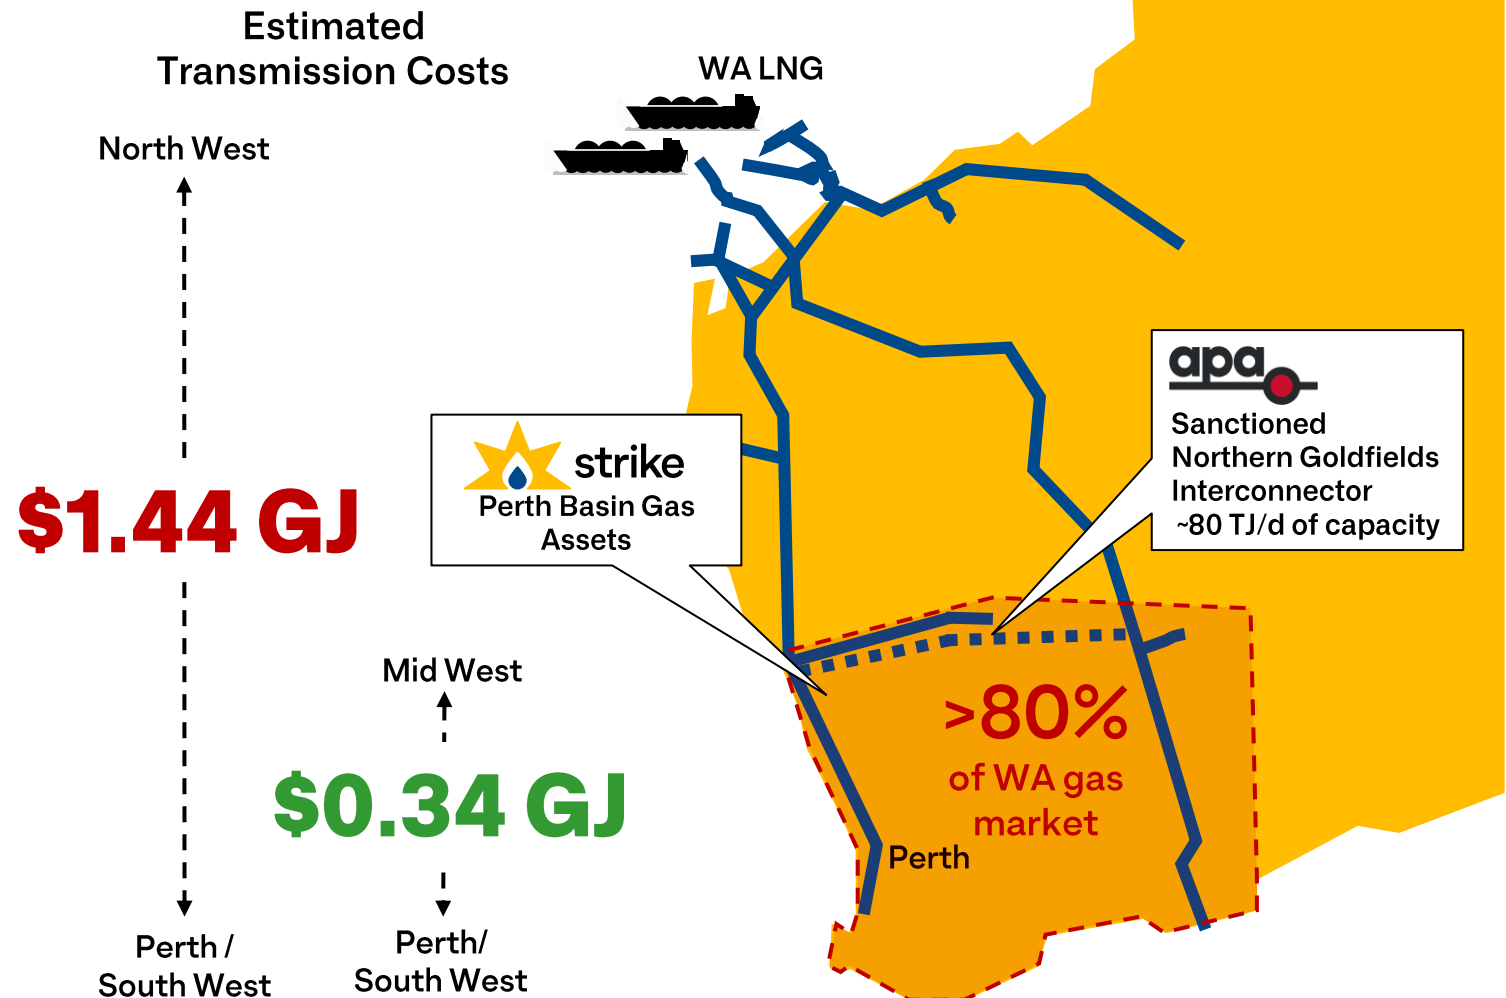 Estimated
Transmission Costs
WA LNG
North West
apa
Sanctioned
Northern Goldfields
Interconnector
~80 TJ/d of capacity
strike
Perth Basin Gas
Assets
$1.44 GJ
Mid West
>80%
of WA gas
market
$0.34 GJ
Perth
Perth /
South West
Perth/
South West